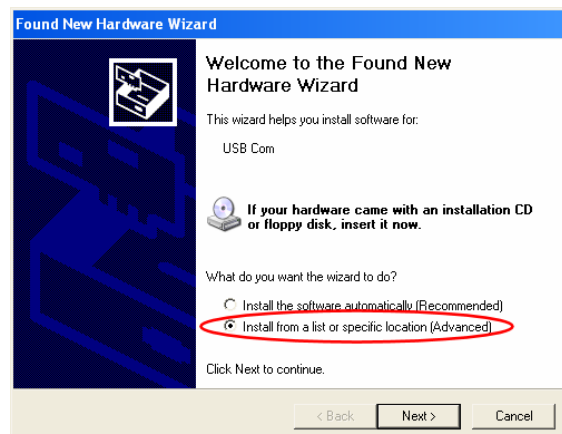 Found New Hardware Wizard
Welcome to the Found New
Hardware Wizard
This wizard helps you install software for:
USB Com
If your hardware came with an installation CD
or floppy disk, insert it now.
What do you want the wizard to do?
Install the software automatically (Recommended)
Install from a list or specific location (Advanced)
Click Next to continue.
< Back
Next >
Cancel